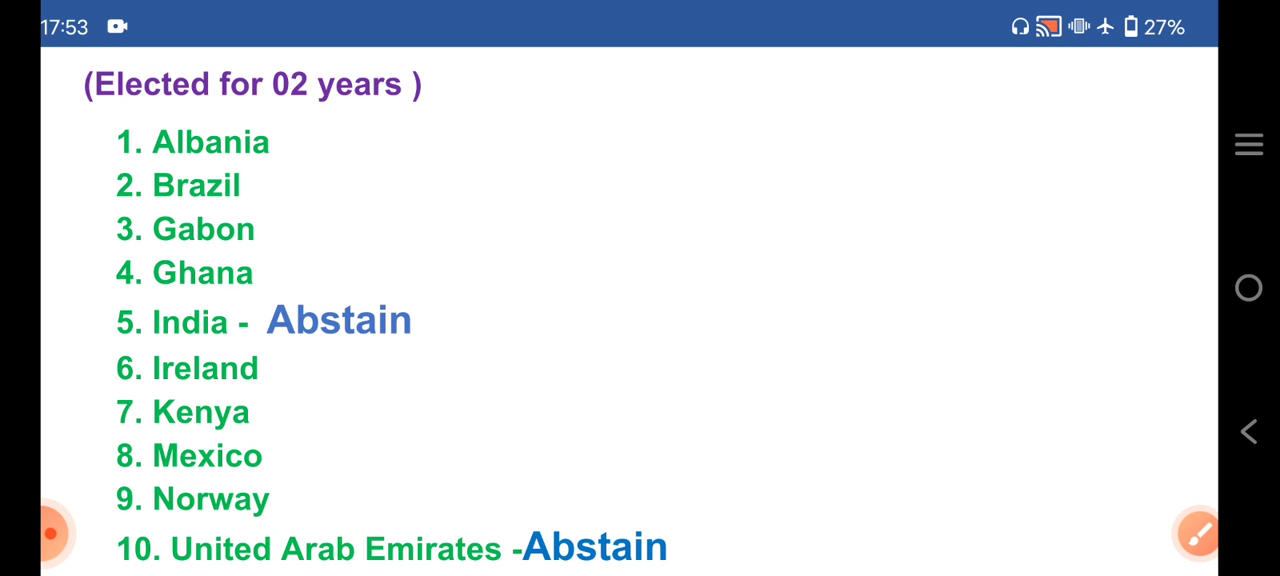 17:53 27%
(Elected for 02 years )
1. Albania
2. Brazil
3. Gabon
4. Ghana
5. India - Abstain
6. Ireland
7. Kenya
8. Mexico
9. Norway
10. United Arab Emirates -Abstain